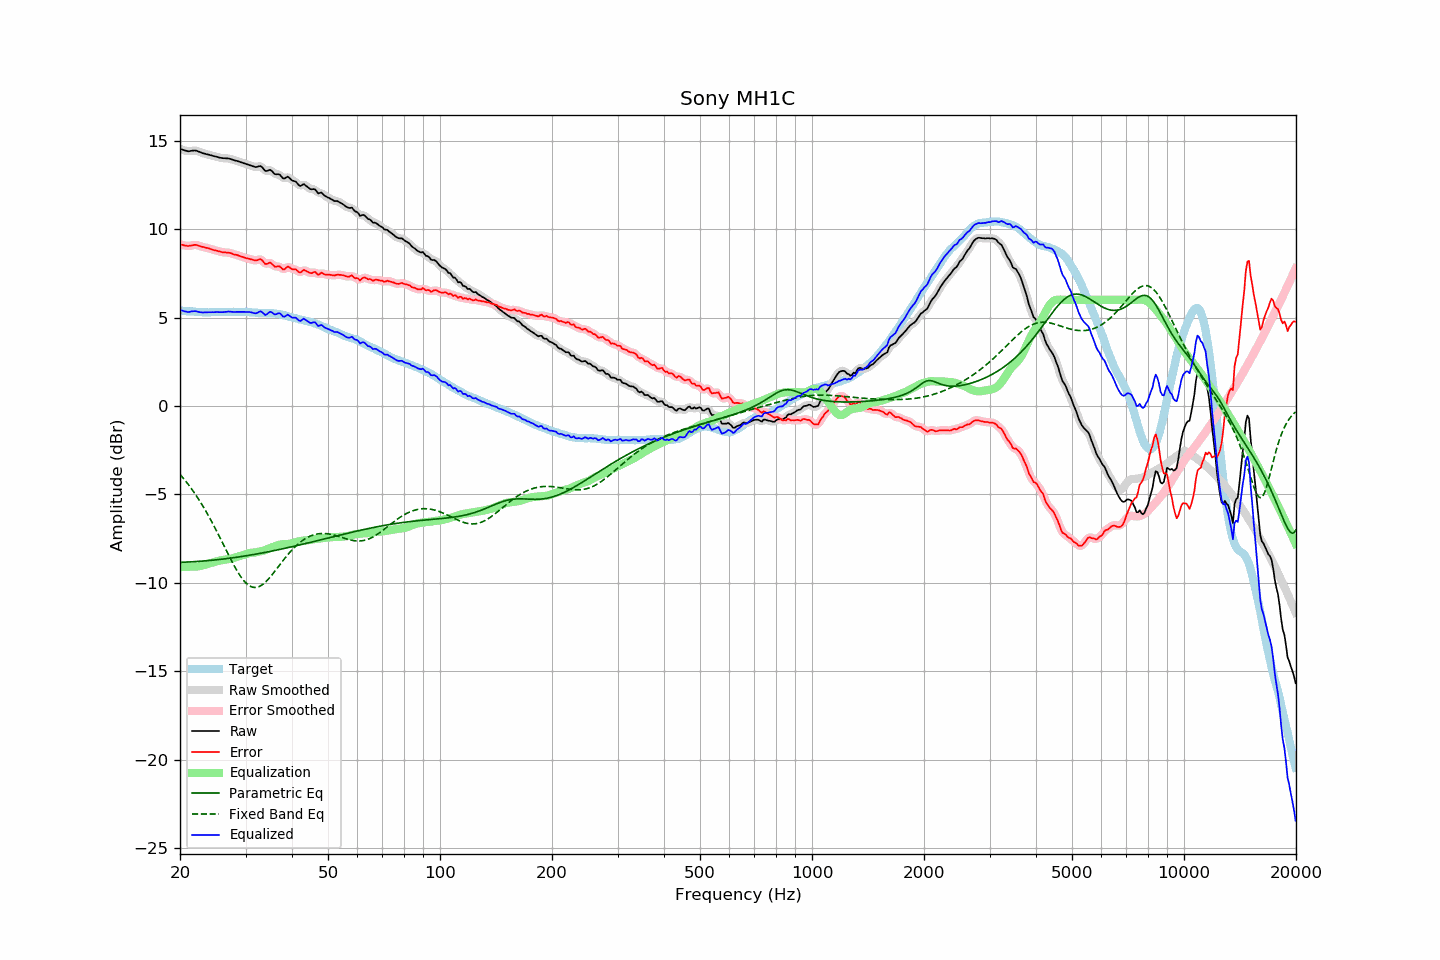 Sony MH1C
15
10
5
0
−5
−10
−15
−20
−25
Amplitude (dBr)
Target
Raw Smoothed
Error Smoothed
Raw
Error
Equalization
Parametric Eq
Fixed Band Eq
Equalized
20 50 100 200 500 1000 2000 5000 10000 20000
Frequency (Hz)